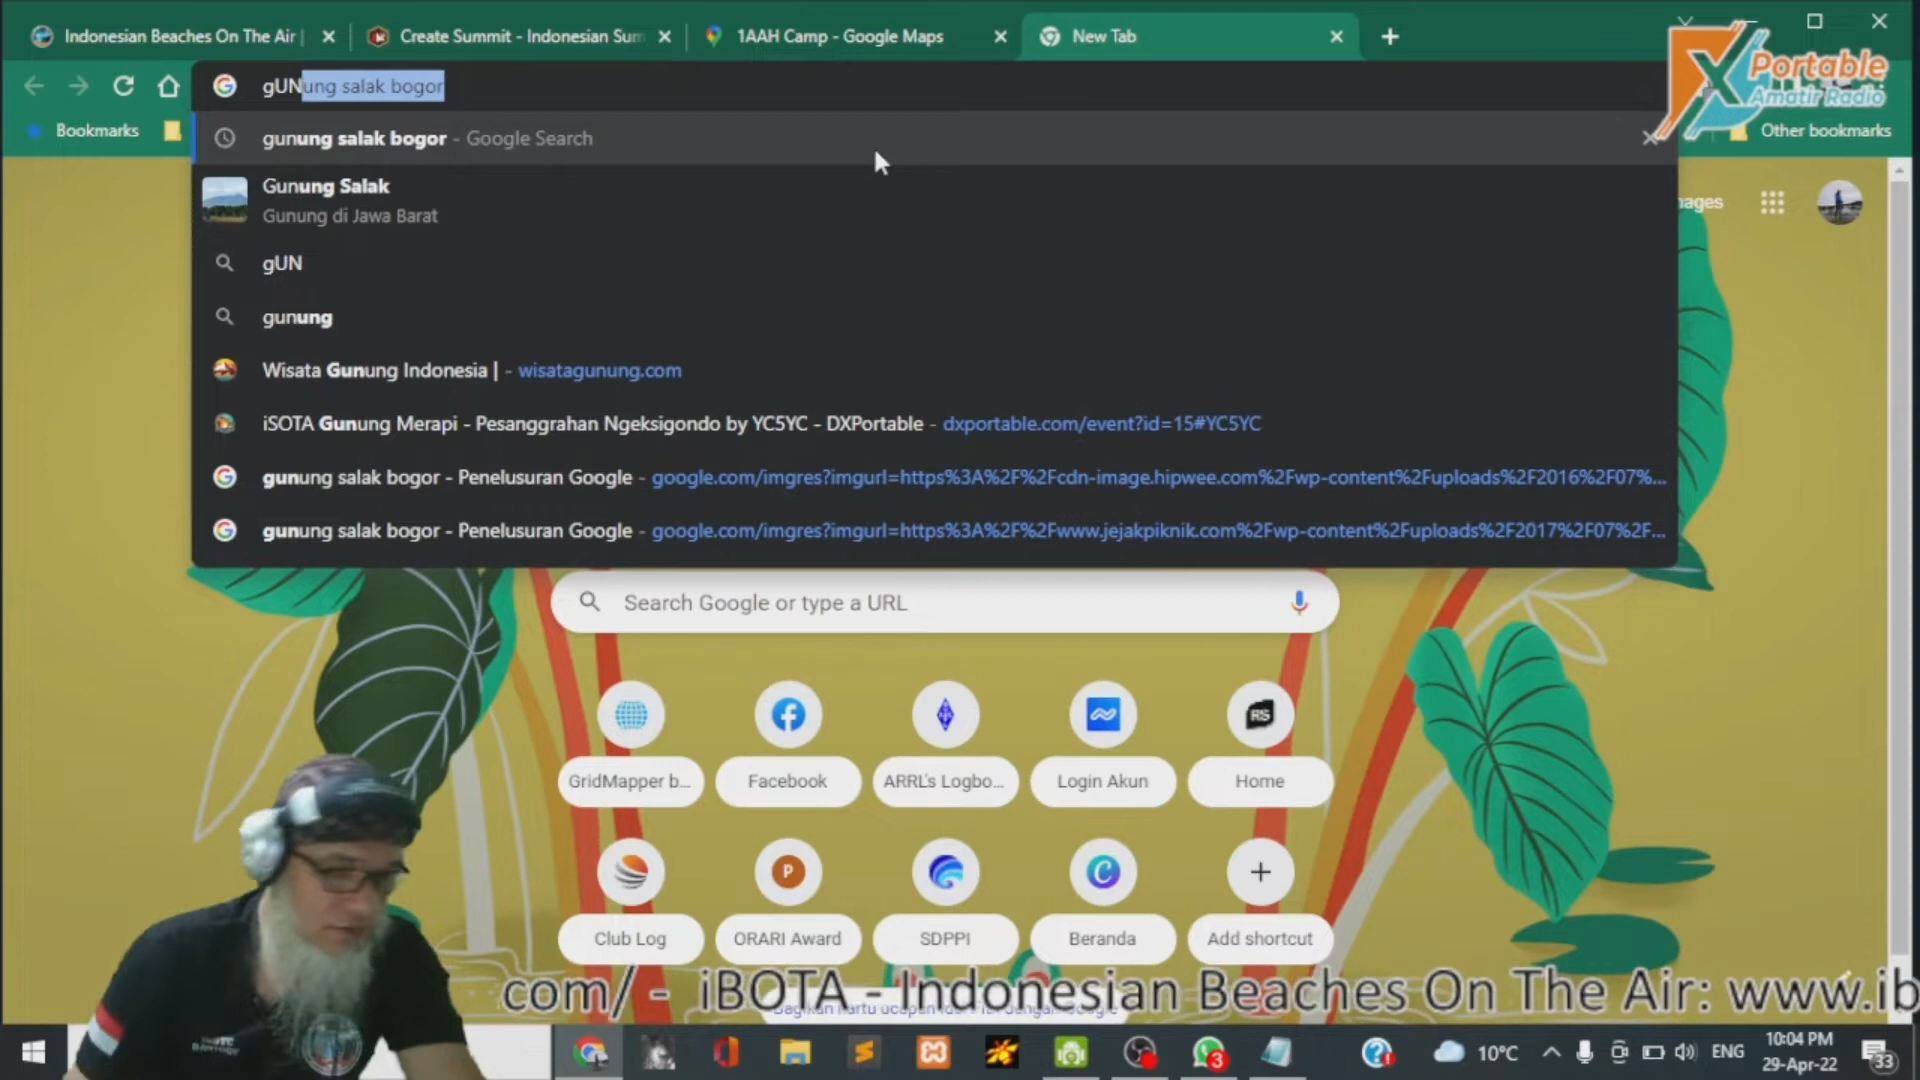 Indonesian Beaches On The Air |
Create Summit - Indonesian Sum
1AAH Camp - Google Maps
New Tab
gUNung salak bogor
Portable
Amatir Radio
Bookmarks
Other bookmarks
gunung salak bogor - Google Search
Gunung Salak
Gunung di Jawa Barat
gUN
gunung
Wisata Gunung Indonesia | - wisatagunung.com
iSOTA Gunung Merapi - Pesanggrahan Ngeksigondo by YC5YC - DXPortable - dxportable.com/event?id=15#YC5YC
gunung salak bogor - Penelusuran Google - google.com/imgres?imgurl=https%3A%2F%2Fcdn-image.hipwee.com%2Fwp-content%2Fuploads%2F2016%2F07%...
gunung salak bogor - Penelusuran Google - google.com/imgres?imgurl=https%3A%2F%2Fwww.jejakpiknik.com%2Fwp-content%2Fuploads%2F2017%2F07%2F...
Search Google or type a URL
GridMapper b...
Facebook
ARRL's Logbo...
Login Akun
RS
Home
P
Club Log
ORARI Award
SDPPI
Beranda
Add shortcut
com/ - iBOTA - Indonesian Beaches On The Air: www.ib
3
10°C
ENG
10:04 PM
29-Apr-22
33